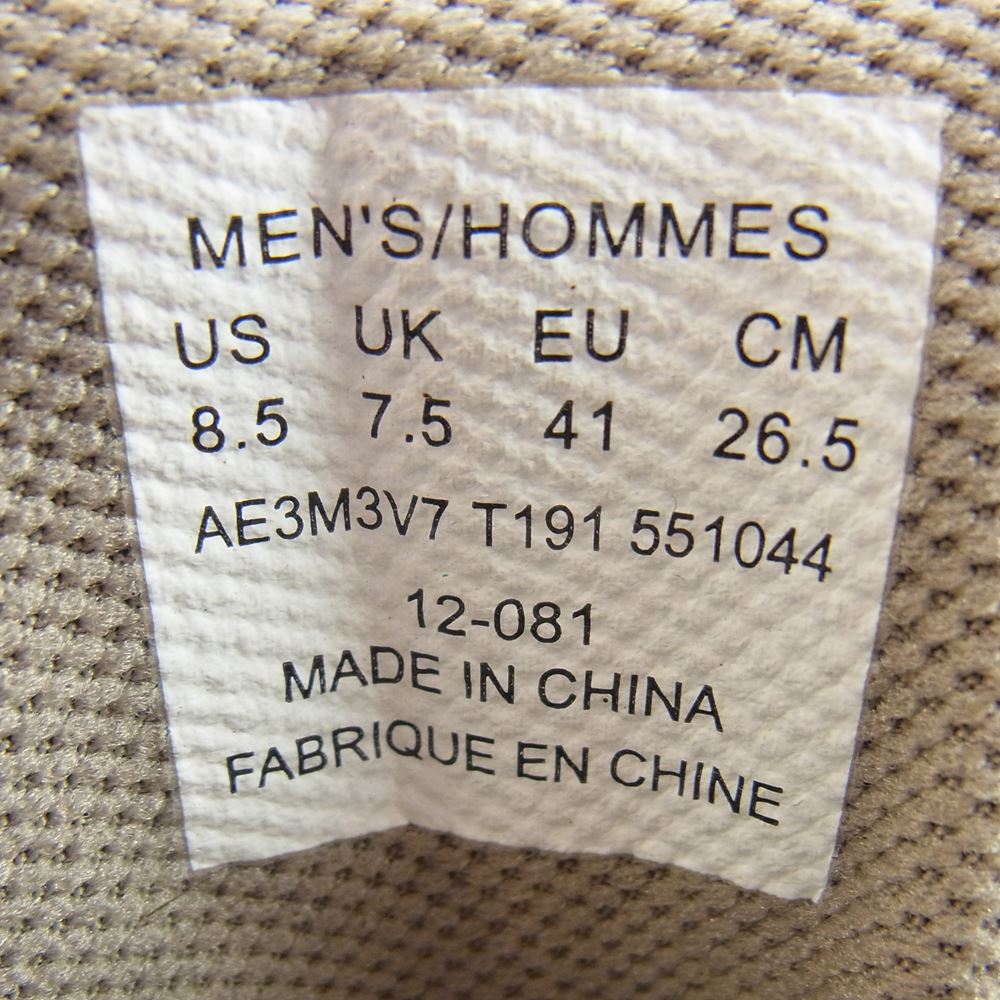 MEN'S/HOMMES
US UK EU CM
8.5 7.5 41 26.5
AE3M3V7 T191 551044
12-081
MADE IN CHINA
FABRIQUE EN CHINE